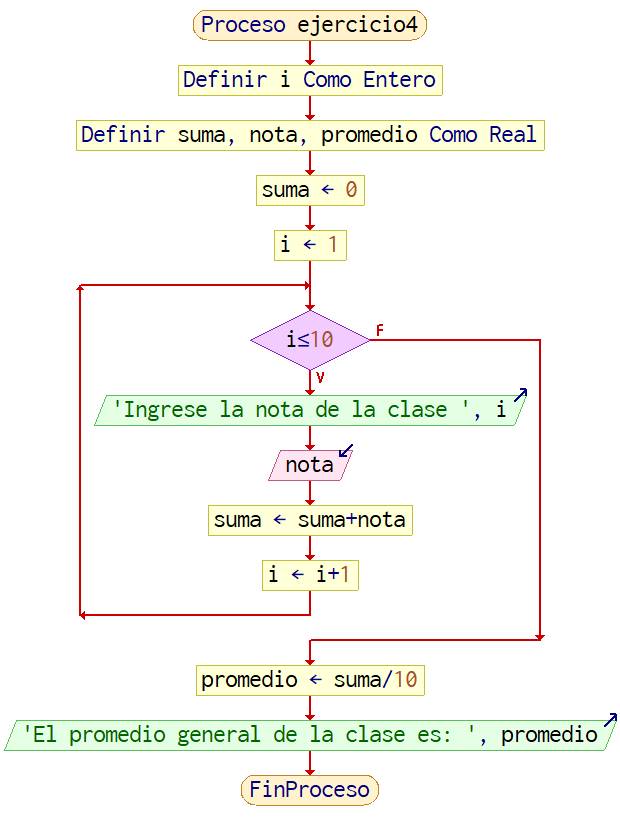 Proceso ejercicio4
Definir i Como Entero
Definir suma, nota, promedio Como Real
suma ← 0
i ← 1
i≤10
F
V
'Ingrese la nota de la clase ', i
nota
suma ← suma+nota
i ← i+1
promedio ← suma/10
'El promedio general de la clase es: ', promedio
FinProceso